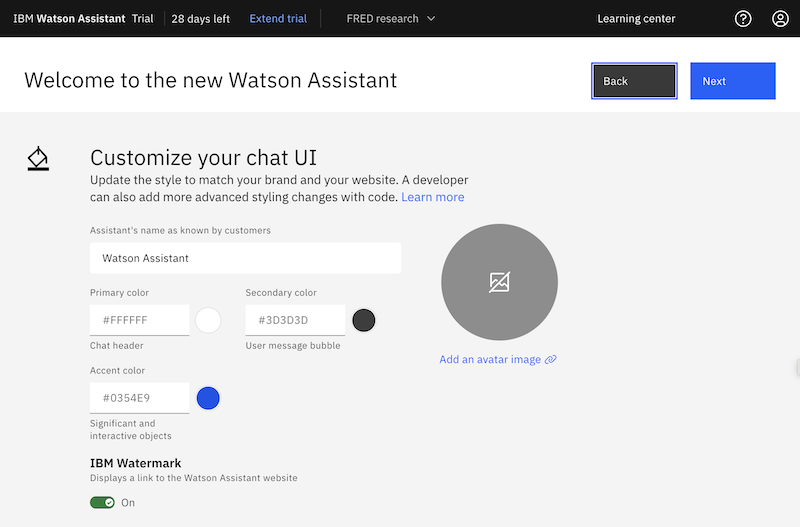 IBM Watson Assistant Trial 28 days left Extend trial FRED research Learning center
Welcome to the new Watson Assistant
Back Next
Customize your chat UI
Update the style to match your brand and your website. A developer
can also add more advanced styling changes with code. Learn more
Assistant's name as known by customers
Watson Assistant
Primary color Secondary color
#FFFFFF #3D3D3D
Chat header User message bubble
Add an avatar image
Accent color
#0354E9
Significant and
interactive objects
IBM Watermark
Displays a link to the Watson Assistant website
On